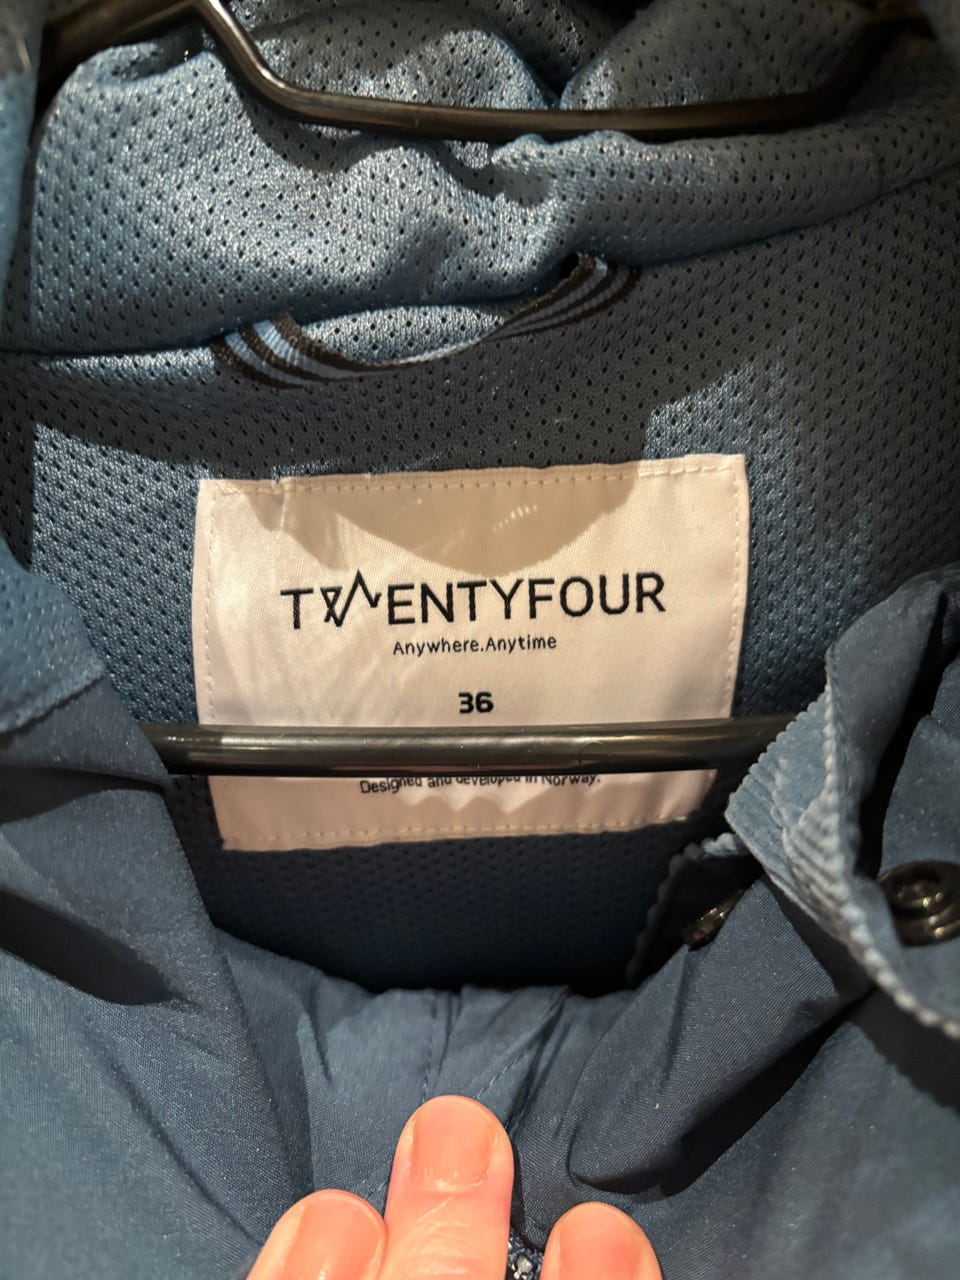 TWENTYFOUR
Anywhere.Anytime
36
Designed and developed in Norway.